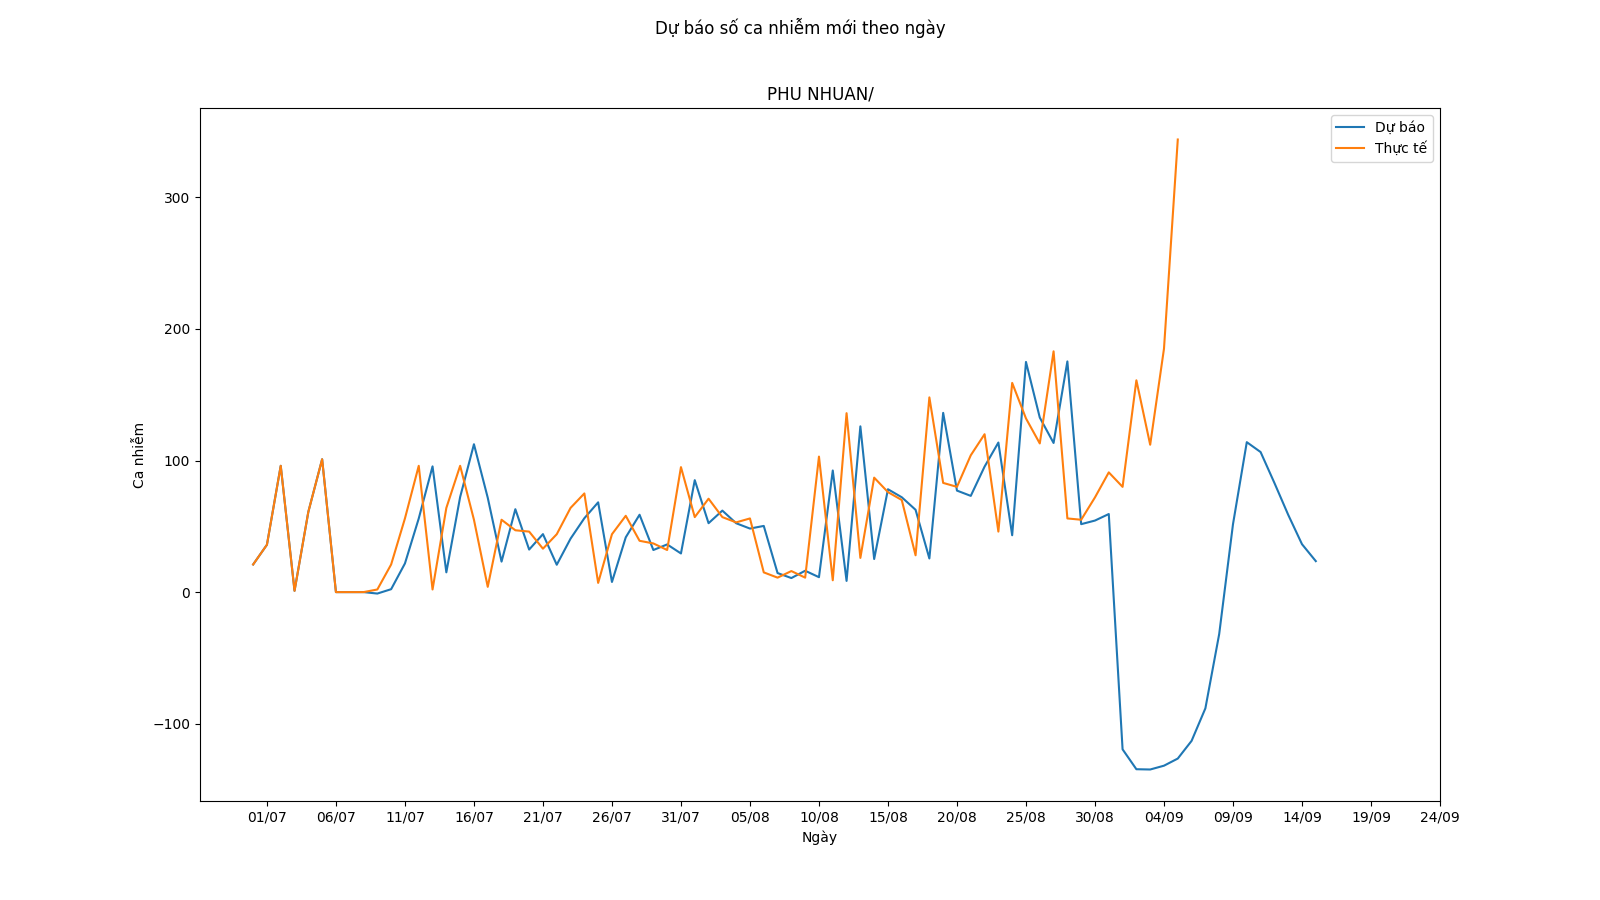 Dự báo số ca nhiễm mới theo ngày
PHU NHUAN/
Dự báo
Thực tế
300
200
100
0
−100
Ca nhiễm
01/07 06/07 11/07 16/07 21/07 26/07 31/07 05/08 10/08 15/08 20/08 25/08 30/08 04/09 09/09 14/09 19/09 24/09
Ngày